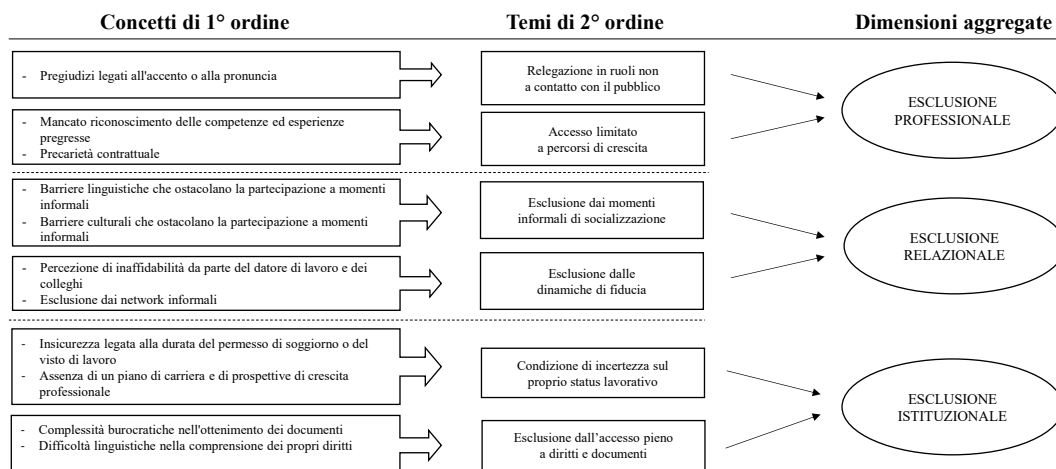 Concetti di 1° ordine
Temi di 2° ordine
Dimensioni aggregate
- Pregiudizi legati all'accento o alla pronuncia
Relegazione in ruoli non
a contatto con il pubblico
- Mancato riconoscimento delle competenze ed esperienze
pregresse
- Precarietà contrattuale
Accesso limitato
a percorsi di crescita
ESCLUSIONE
PROFESSIONALE
- Barriere linguistiche che ostacolano la partecipazione a momenti
informali
- Barriere culturali che ostacolano la partecipazione a momenti
informali
Esclusione dai momenti
informali di socializzazione
- Percezione di inaffidabilità da parte del datore di lavoro e dei
colleghi
- Esclusione dai network informali
Esclusione dalle
dinamiche di fiducia
ESCLUSIONE
RELAZIONALE
- Insicurezza legata alla durata del permesso di soggiorno o del
visto di lavoro
- Assenza di un piano di carriera e di prospettive di crescita
professionale
Condizione di incertezza sul
proprio status lavorativo
- Complessità burocratiche nell'ottenimento dei documenti
- Difficoltà linguistiche nella comprensione dei propri diritti
Esclusione dall’accesso pieno
a diritti e documenti
ESCLUSIONE
ISTITUZIONALE